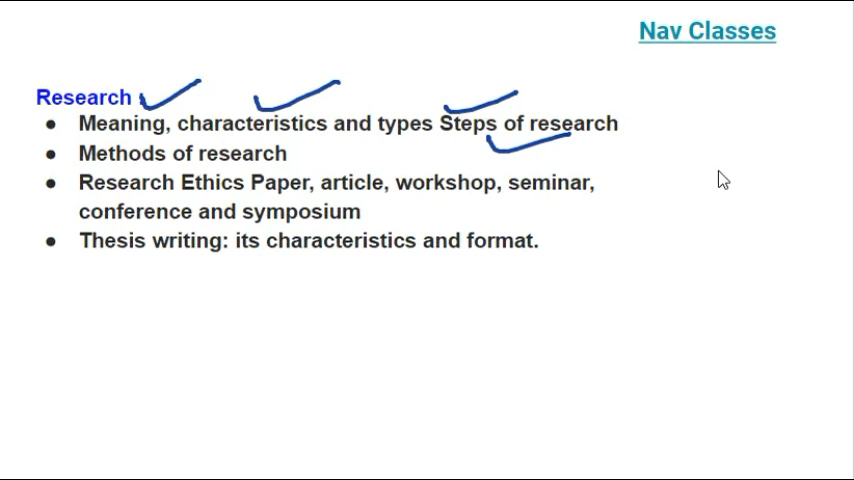 Nav Classes
Research :
● Meaning, characteristics and types Steps of research
● Methods of research
● Research Ethics Paper, article, workshop, seminar,
conference and symposium
● Thesis writing: its characteristics and format.